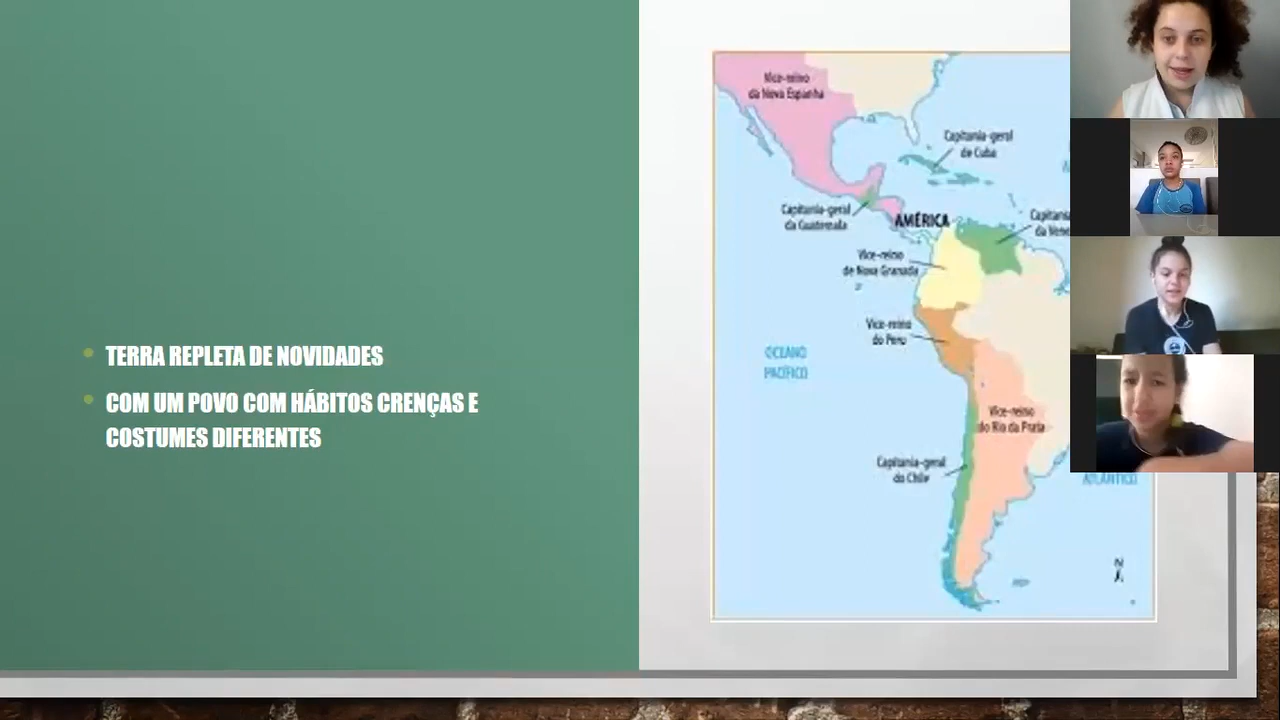 TERRA REPLETA DE NOVIDADES
COM UM POVO COM HÁBITOS CRENÇAS E
COSTUMES DIFERENTES
Vice-reino
da Nova Espanha
Capitania-geral
de Cuba
Capitania-geral
da Guatemala
AMÉRICA
Vice-reino
de Nova Granada
Vice-reino
do Peru
OCEANO
PACÍFICO
Vice-reino
do Rio da Prata
Capitania-geral
do Chile
ATLÂNTICO
N